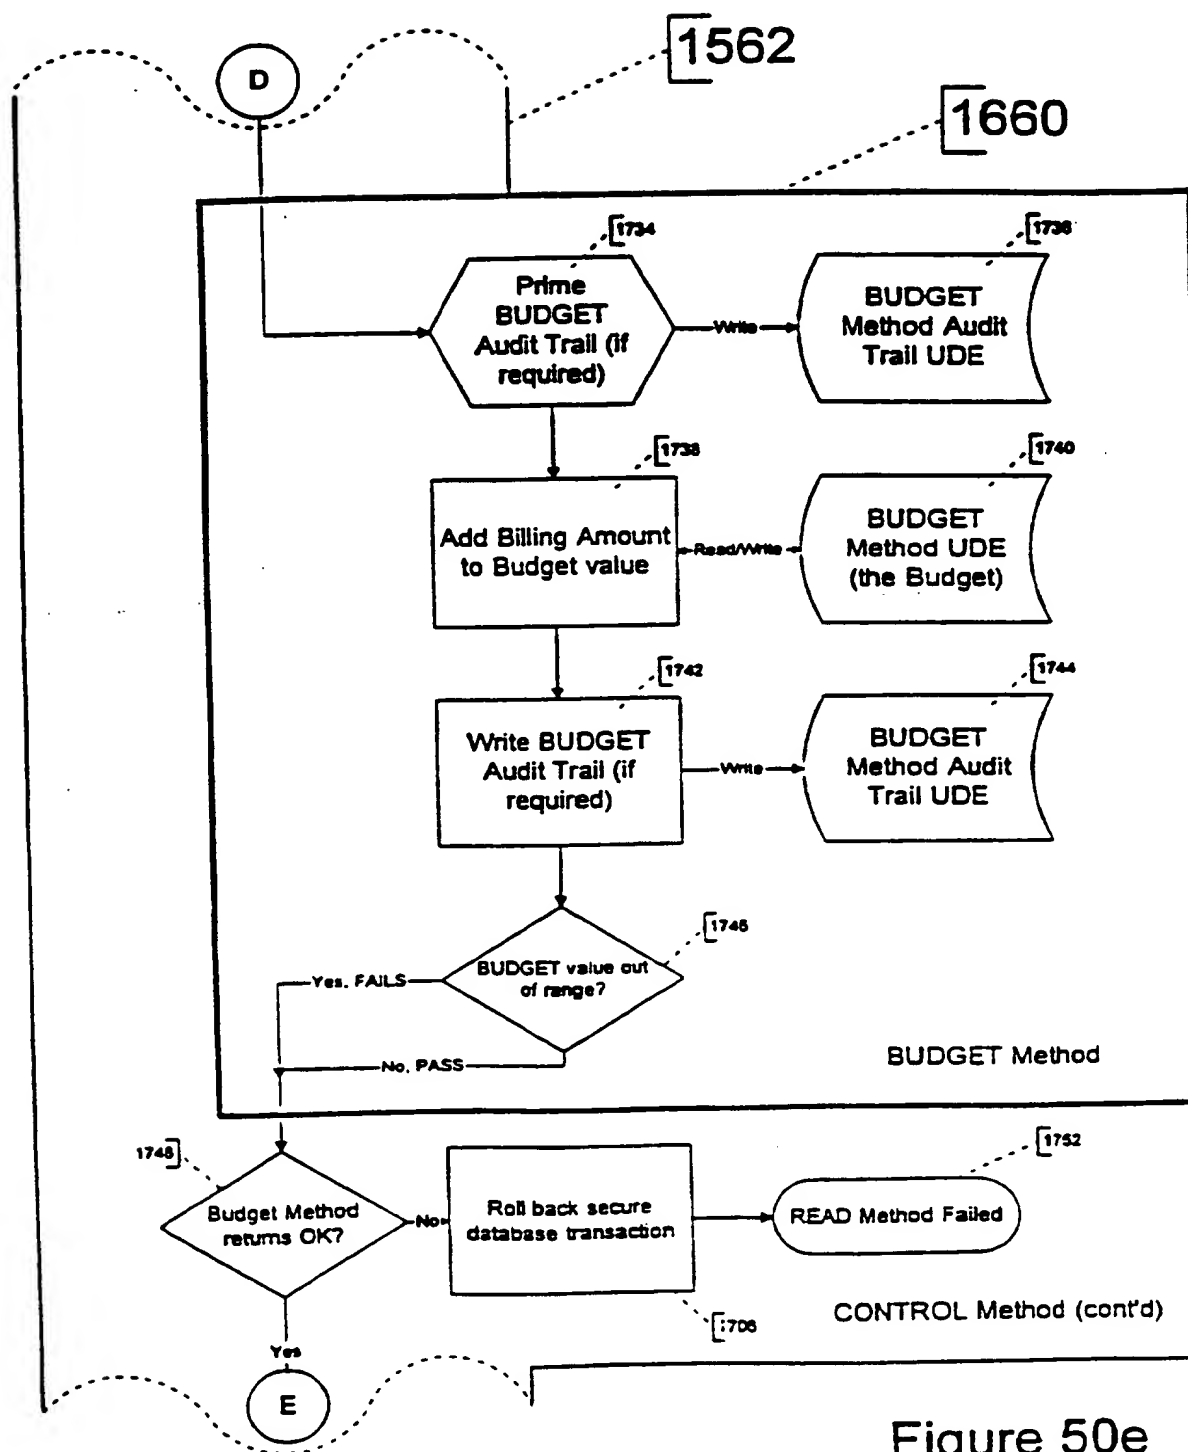 1562
D
1660
1734
1736
Prime
BUDGET
Audit Trail (if
required)
Write
BUDGET
Method Audit
Trail UDE
1738
1740
Add Billing Amount
to Budget value
Read/Write
BUDGET
Method UDE
(the Budget)
1742
1744
Write BUDGET
Audit Trail (if
required)
Write
BUDGET
Method Audit
Trail UDE
1746
BUDGET value out
of range?
Yes, FAILS
No, PASS
BUDGET Method
1748
1752
Budget Method
returns OK?
No
Roll back secure
database transaction
READ Method Failed
1706
CONTROL Method (cont'd)
Yes
E
Figure 50e